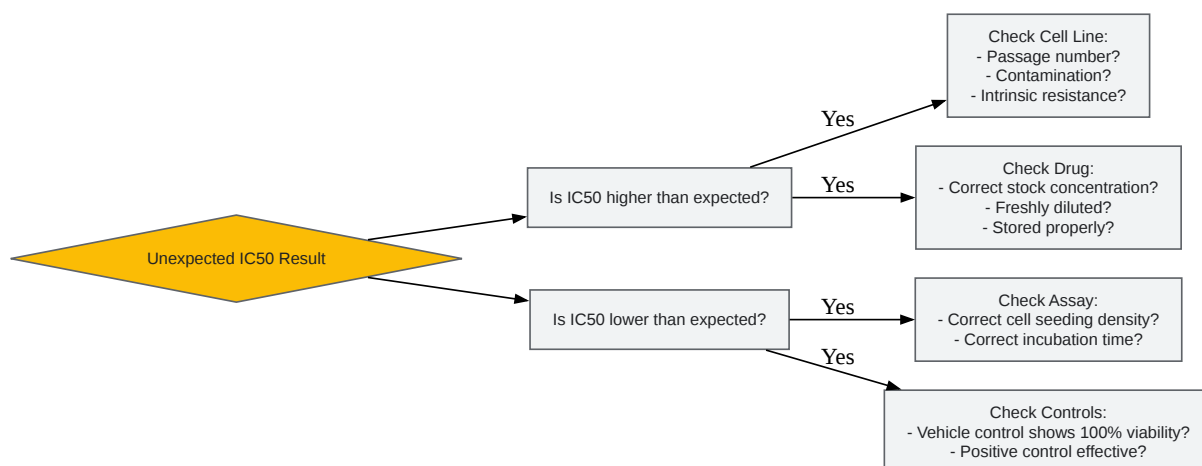 Unexpected IC50 Result
Is IC50 higher than expected?
Yes
Check Cell Line:
- Passage number?
- Contamination?
- Intrinsic resistance?
Yes
Check Drug:
- Correct stock concentration?
- Freshly diluted?
- Stored properly?
Is IC50 lower than expected?
Yes
Check Assay:
- Correct cell seeding density?
- Correct incubation time?
Yes
Check Controls:
- Vehicle control shows 100% viability?
- Positive control effective?